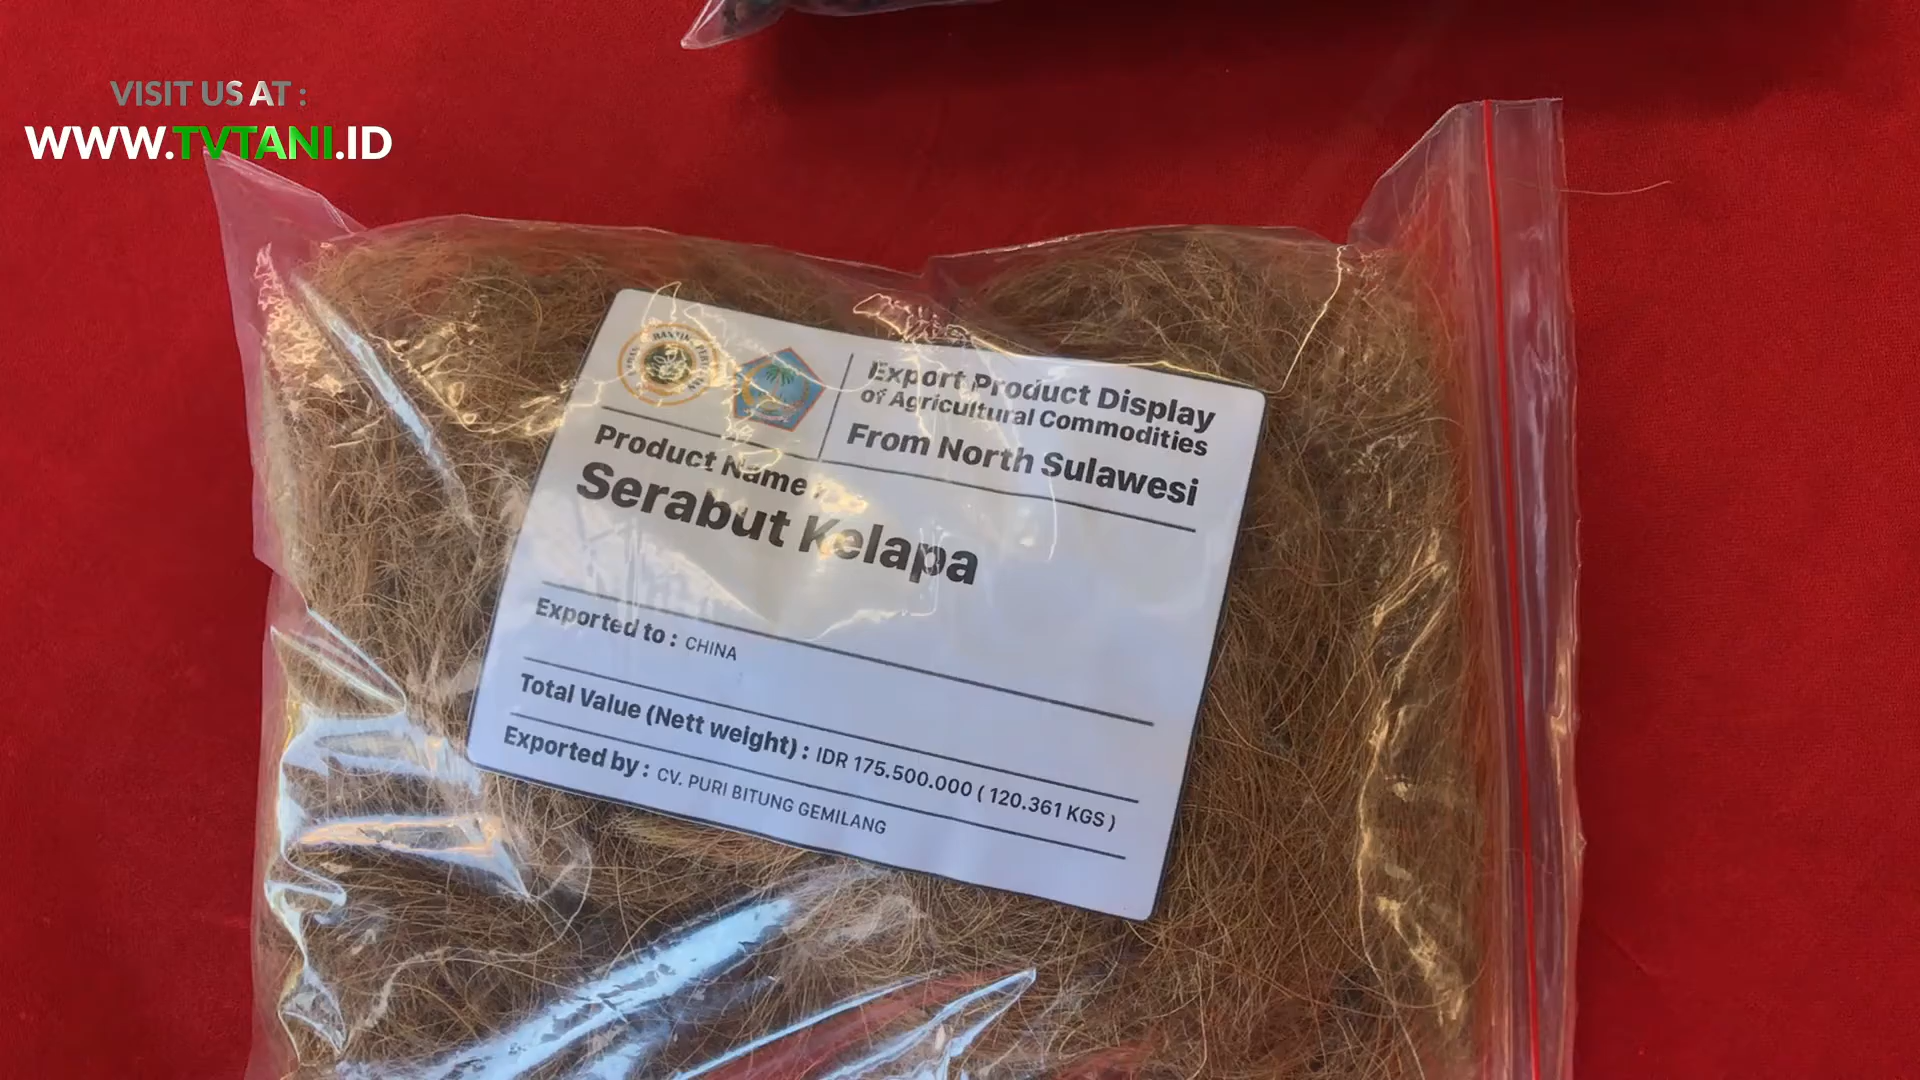 VISIT US AT :
WWW.TVTANI.ID
Export Product Display
of Agricultural Commodities
From North Sulawesi
Product Name :
Serabut Kelapa
Exported to : CHINA
Total Value (Nett weight) : IDR 175.500.000 ( 120.361 KGS )
Exported by : CV. PURI BITUNG GEMILANG